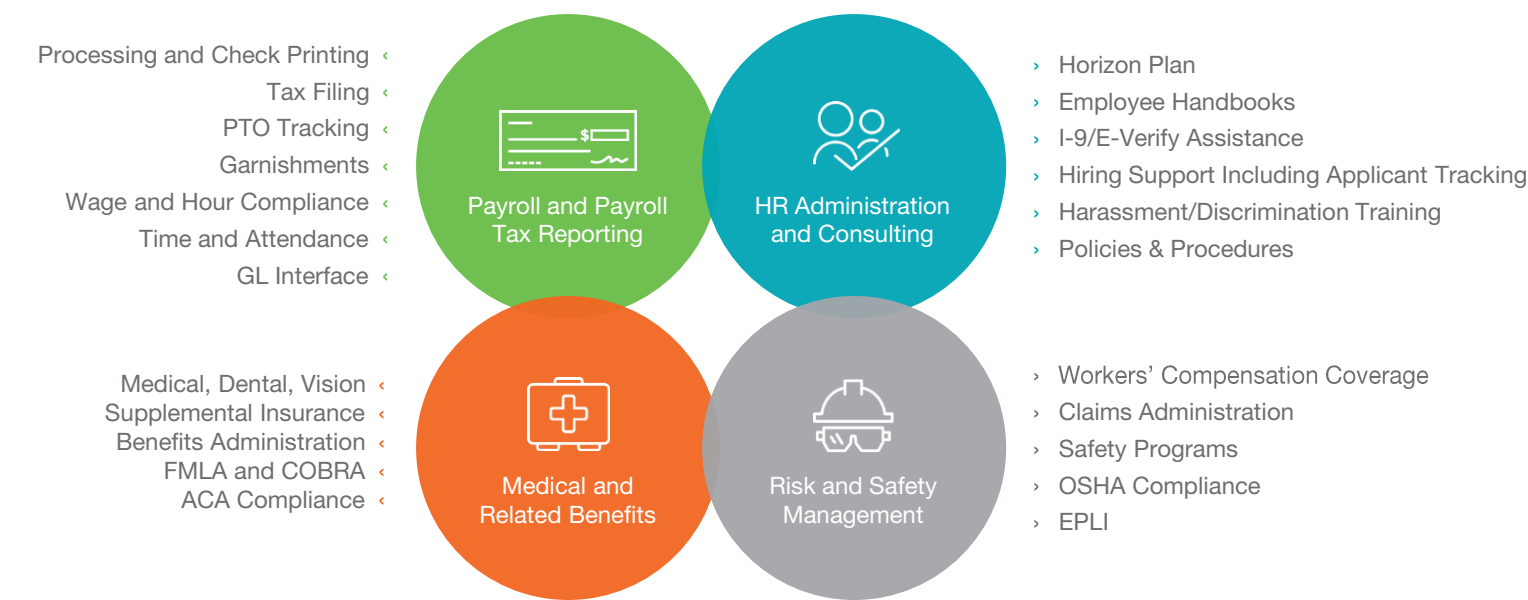 Processing and Check Printing
Tax Filing
PTO Tracking
Garnishments
Wage and Hour Compliance
Time and Attendance
GL Interface
$
Payroll and Payroll
Tax Reporting
HR Administration
and Consulting
Horizon Plan
Employee Handbooks
I-9/E-Verify Assistance
Hiring Support Including Applicant Tracking
Harassment/Discrimination Training
Policies & Procedures
Medical, Dental, Vision
Supplemental Insurance
Benefits Administration
FMLA and COBRA
ACA Compliance
Medical and
Related Benefits
Risk and Safety
Management
Workers’ Compensation Coverage
Claims Administration
Safety Programs
OSHA Compliance
EPLI